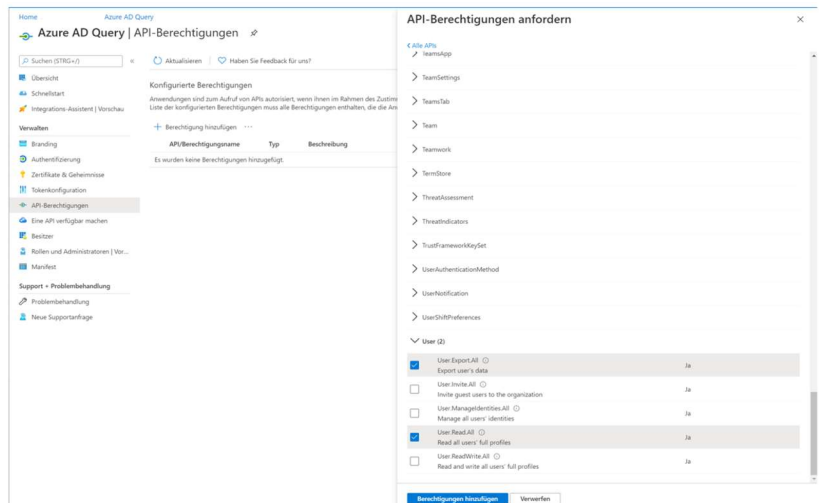 Home Azure AD Query
Azure AD Query | API-Berechtigungen
Suchen (STRG+/)
Übersicht
Schnellstart
Integrations-Assistent | Vorschau
Verwalten
Branding
Authentifizierung
Zertifikate & Geheimnisse
Tokenkonfiguration
API-Berechtigungen
Eine API verfügbar machen
Besitzer
Rollen und Administratoren | Vor...
Manifest
Support + Problembehandlung
Problembehandlung
Neue Supportanfrage
Aktualisieren Haben Sie Feedback für uns?
Konfigurierte Berechtigungen
Anwendungen sind zum Aufruf von APIs autorisiert, wenn ihnen im Rahmen des Zustim
Liste der konfigurierten Berechtigungen muss alle Berechtigungen enthalten, die die An
Berechtigung hinzufügen
API/Berechtigungsname Typ Beschreibung
Es wurden keine Berechtigungen hinzugefügt.
API-Berechtigungen anfordern
Alle APIs
TeamsApp
TeamSettings
TeamsTab
Team
Teamwork
TermStore
ThreatAssessment
ThreatIndicators
TrustFrameworkKeySet
UserAuthenticationMethod
UserNotification
UserShiftPreferences
User (2)
User.Export.All Ja
Export user's data
User.Invite.All Ja
Invite guest users to the organization
User.ManageIdentities.All Ja
Manage all users' identities
User.Read.All Ja
Read all users' full profiles
User.ReadWrite.All Ja
Read and write all users' full profiles
Berechtigungen hinzufügen Verwerfen